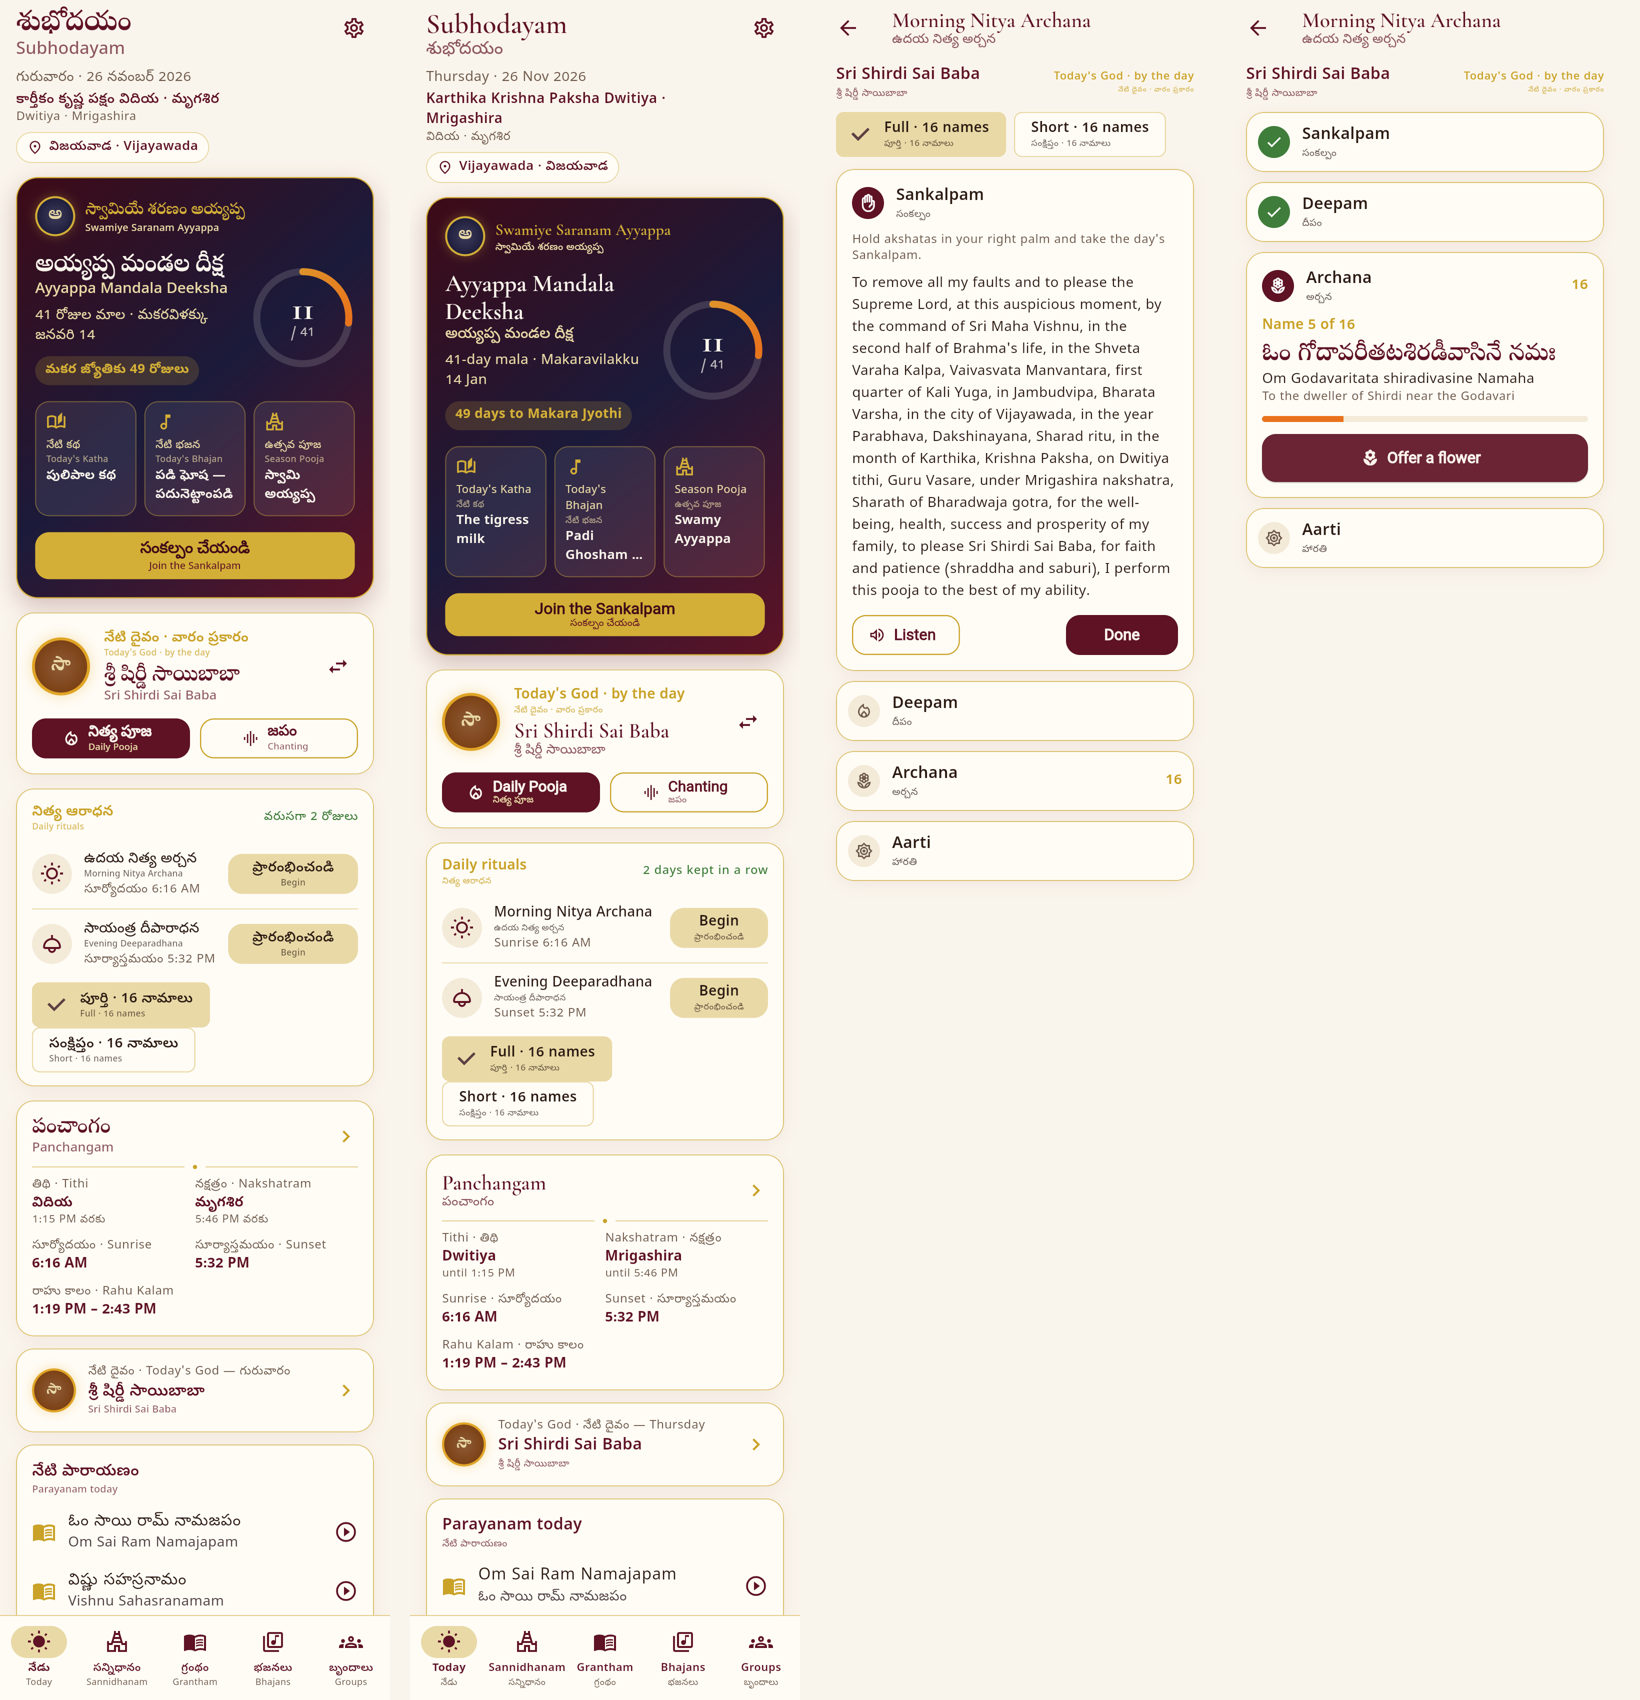 శుభోదయం
Subhodayam
గురువారం · 26 నవంబర్ 2026
కార్తీకం కృష్ణ పక్షం విదియ · మృగశిర
Dwitiya · Mrigashira
విజయవాడ · Vijayawada
అ
స్వామియే శరణం అయ్యప్ప
Swamiye Saranam Ayyappa
అయ్యప్ప మండల దీక్ష
Ayyappa Mandala Deeksha
41 రోజుల మాల · మకరవిళక్కు
జనవరి 14
11
/ 41
మకర జ్యోతికు 49 రోజులు
నేటి కథ
Today's Katha
పులిపాల కథ
నేటి భజన
Today's Bhajan
పడి ఘోష —
పదునెట్టాంపడి
ఉత్సవ పూజ
Season Pooja
స్వామి
అయ్యప్ప
సంకల్పం చేయండి
Join the Sankalpam
సా
నేటి దైవం · వారం ప్రకారం
Today's God · by the day
శ్రీ షిర్డీ సాయిబాబా
Sri Shirdi Sai Baba
నిత్య పూజ
Daily Pooja
జపం
Chanting
నిత్య ఆరాధన
Daily rituals
వరుసగా 2 రోజులు
ఉదయ నిత్య అర్చన
Morning Nitya Archana
సూర్యోదయం 6:16 AM
ప్రారంభించండి
Begin
సాయంత్ర దీపారాధన
Evening Deeparadhana
సూర్యాస్తమయం 5:32 PM
ప్రారంభించండి
Begin
పూర్తి · 16 నామాలు
Full · 16 names
సంక్షిప్తం · 16 నామాలు
Short · 16 names
పంచాంగం
Panchangam
తిథి · Tithi
విదియ
1:15 PM వరకు
నక్షత్రం · Nakshatram
మృగశిర
5:46 PM వరకు
సూర్యోదయం · Sunrise
6:16 AM
సూర్యాస్తమయం · Sunset
5:32 PM
రాహు కాలం · Rahu Kalam
1:19 PM – 2:43 PM
సా
నేటి దైవం · Today's God — గురువారం
శ్రీ షిర్డీ సాయిబాబా
Sri Shirdi Sai Baba
నేటి పారాయణం
Parayanam today
ఓం సాయి రామ్ నామజపం
Om Sai Ram Namajapam
విష్ణు సహస్రనామం
Vishnu Sahasranamam
నేడు
Today
సన్నిధానం
Sannidhanam
గ్రంథం
Grantham
భజనలు
Bhajans
బృందాలు
Groups
Subhodayam
శుభోదయం
Thursday · 26 Nov 2026
Karthika Krishna Paksha Dwitiya ·
Mrigashira
విదియ · మృగశిర
Vijayawada · విజయవాడ
అ
Swamiye Saranam Ayyappa
స్వామియే శరణం అయ్యప్ప
Ayyappa Mandala
Deeksha
అయ్యప్ప మండల దీక్ష
41-day mala · Makaravilakku
14 Jan
11
/ 41
49 days to Makara Jyothi
Today's Katha
నేటి కథ
The tigress
milk
Today's
Bhajan
నేటి భజన
Padi
Ghosham ...
Season Pooja
ఉత్సవ పూజ
Swamy
Ayyappa
Join the Sankalpam
సంకల్పం చేయండి
సా
Today's God · by the day
నేటి దైవం · వారం ప్రకారం
Sri Shirdi Sai Baba
శ్రీ షిర్డీ సాయిబాబా
Daily Pooja
నిత్య పూజ
Chanting
జపం
Daily rituals
నిత్య ఆరాధన
2 days kept in a row
Morning Nitya Archana
ఉదయ నిత్య అర్చన
Sunrise 6:16 AM
Begin
ప్రారంభించండి
Evening Deeparadhana
సాయంత్ర దీపారాధన
Sunset 5:32 PM
Begin
ప్రారంభించండి
Full · 16 names
పూర్తి · 16 నామాలు
Short · 16 names
సంక్షిప్తం · 16 నామాలు
Panchangam
పంచాంగం
Tithi · తిథి
Dwitiya
until 1:15 PM
Nakshatram · నక్షత్రం
Mrigashira
until 5:46 PM
Sunrise · సూర్యోదయం
6:16 AM
Sunset · సూర్యాస్తమయం
5:32 PM
Rahu Kalam · రాహు కాలం
1:19 PM – 2:43 PM
సా
Today's God · నేటి దైవం — Thursday
Sri Shirdi Sai Baba
శ్రీ షిర్డీ సాయిబాబా
Parayanam today
నేటి పారాయణం
Om Sai Ram Namajapam
ఓం సాయి రామ్ నామజపం
Today
నేడు
Sannidhanam
సన్నిధానం
Grantham
గ్రంథం
Bhajans
భజనలు
Groups
బృందాలు
Morning Nitya Archana
ఉదయ నిత్య అర్చన
Sri Shirdi Sai Baba
శ్రీ షిర్డీ సాయిబాబా
Today's God · by the day
నేటి దైవం · వారం ప్రకారం
Full · 16 names
పూర్తి · 16 నామాలు
Short · 16 names
సంక్షిప్తం · 16 నామాలు
Sankalpam
సంకల్పం
Hold akshatas in your right palm and take the day's
Sankalpam.
To remove all my faults and to please the
Supreme Lord, at this auspicious moment, by
the command of Sri Maha Vishnu, in the
second half of Brahma's life, in the Shveta
Varaha Kalpa, Vaivasvata Manvantara, first
quarter of Kali Yuga, in Jambudvipa, Bharata
Varsha, in the city of Vijayawada, in the year
Parabhava, Dakshinayana, Sharad ritu, in the
month of Karthika, Krishna Paksha, on Dwitiya
tithi, Guru Vasare, under Mrigashira nakshatra,
Sharath of Bharadwaja gotra, for the well-
being, health, success and prosperity of my
family, to please Sri Shirdi Sai Baba, for faith
and patience (shraddha and saburi), I perform
this pooja to the best of my ability.
Listen
Done
Deepam
దీపం
Archana
అర్చన
16
Aarti
హారతి
Morning Nitya Archana
ఉదయ నిత్య అర్చన
Sri Shirdi Sai Baba
శ్రీ షిర్డీ సాయిబాబా
Today's God · by the day
నేటి దైవం · వారం ప్రకారం
Sankalpam
సంకల్పం
Deepam
దీపం
Archana
అర్చన
16
Name 5 of 16
ఓం గోదావరీతటశిరడీవాసినే నమః
Om Godavaritata shiradivasine Namaha
To the dweller of Shirdi near the Godavari
Offer a flower
Aarti
హారతి